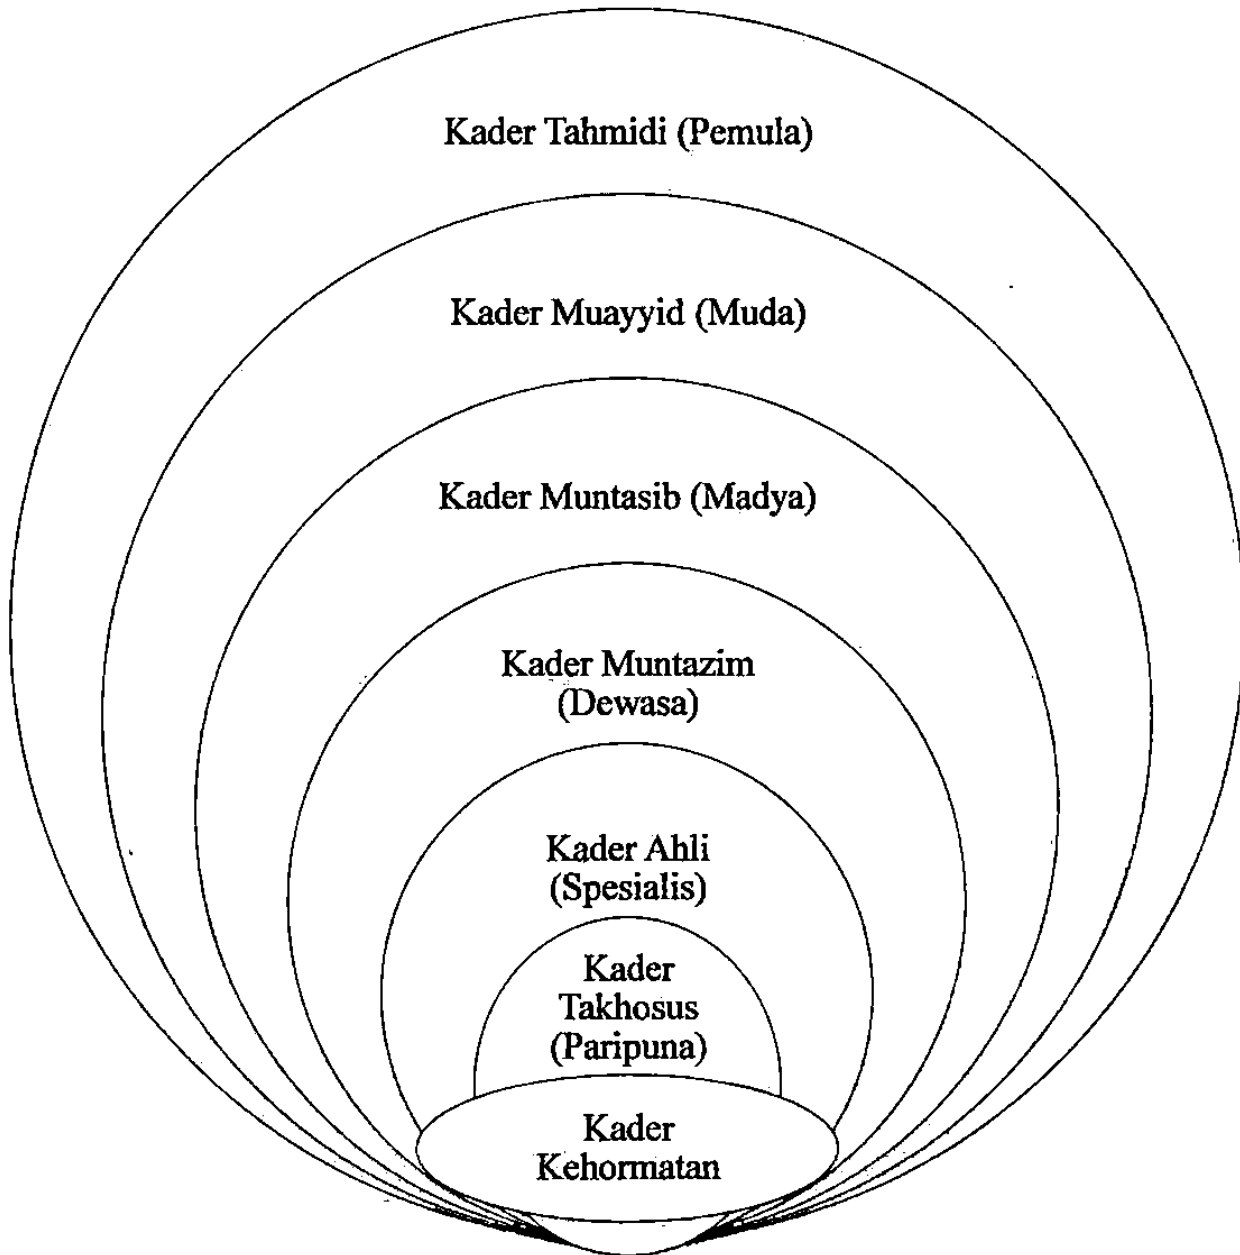 Kader Tahmidi (Pemula)
Kader Muayyid (Muda)
Kader Muntasib (Madya)
Kader Muntazim
(Dewasa)
Kader Ahli
(Spesialis)
Kader
Takhosus
(Paripuna)
Kader
Kehormatan